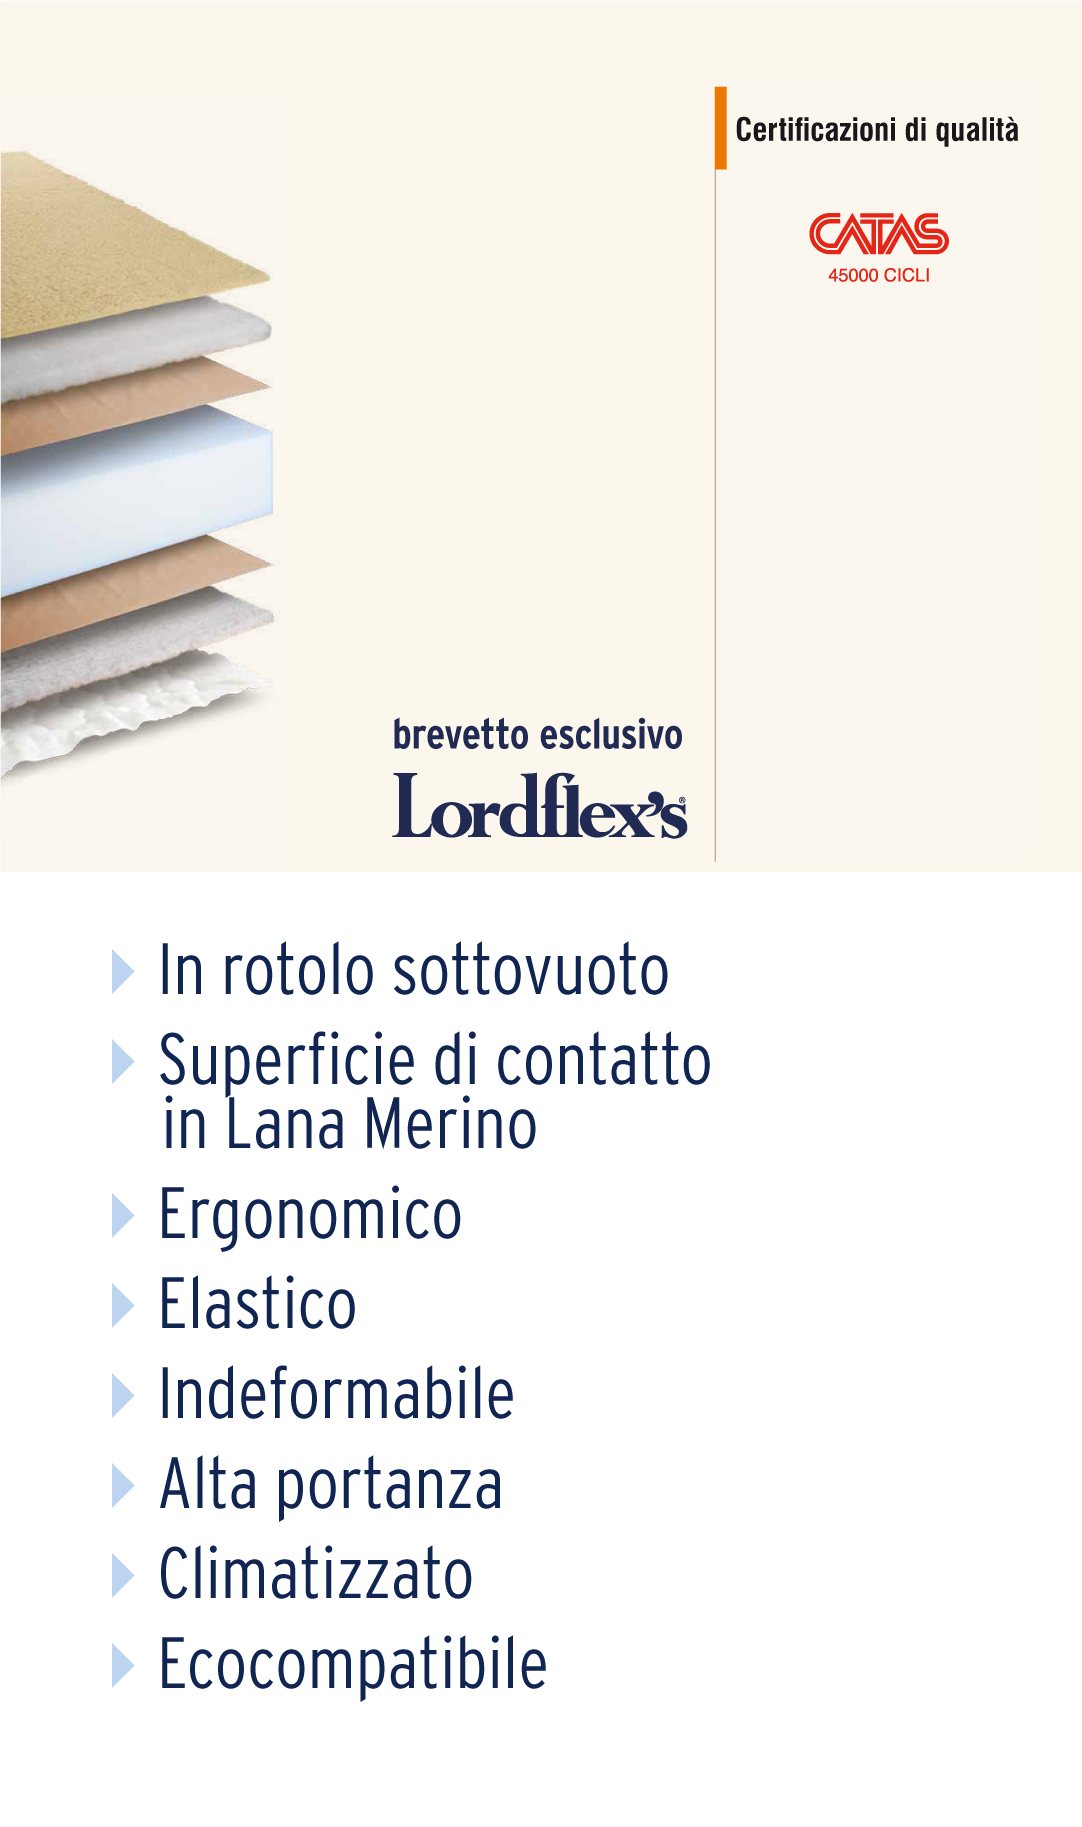 Certificazioni di qualità
CATAS
45000 CICLI
brevetto esclusivo
Lordflex's®
In rotolo sottovuoto
Superficie di contatto
in Lana Merino
Ergonomico
Elastico
Indeformabile
Alta portanza
Climatizzato
Ecocompatibile